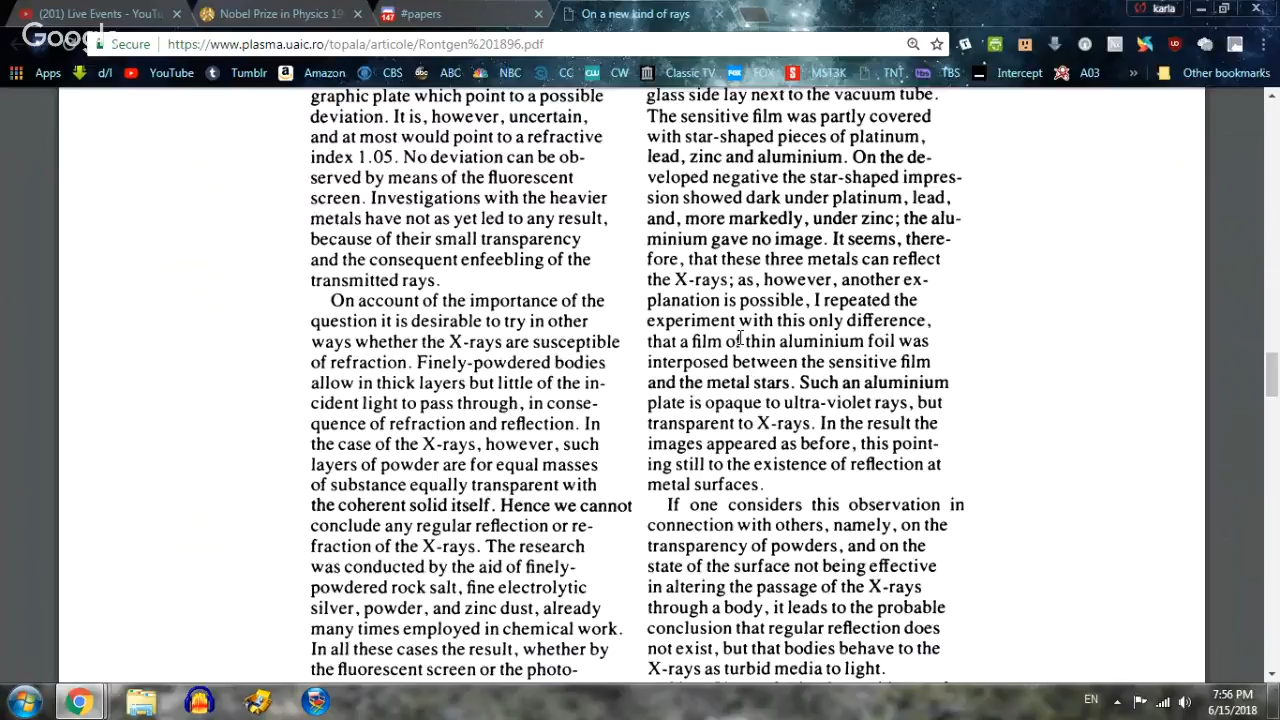 (201) Live Events - YouTu
Nobel Prize in Physics 19
147
#papers
On a new kind of rays
karla
Google
Secure
https://www.plasma.uaic.ro/topala/articole/Rontgen%201896.pdf
Apps
d/l
YouTube
Tumblr
Amazon
CBS
ABC
NBC
CC
CW
Classic TV
FOX
MST3K
TNT
TBS
Intercept
A03
»
Other bookmarks
graphic plate which point to a possible
deviation. It is, however, uncertain,
and at most would point to a refractive
index 1.05. No deviation can be ob-
served by means of the fluorescent
screen. Investigations with the heavier
metals have not as yet led to any result,
because of their small transparency
and the consequent enfeebling of the
transmitted rays.
On account of the importance of the
question it is desirable to try in other
ways whether the X-rays are susceptible
of refraction. Finely-powdered bodies
allow in thick layers but little of the in-
cident light to pass through, in conse-
quence of refraction and reflection. In
the case of the X-rays, however, such
layers of powder are for equal masses
of substance equally transparent with
the coherent solid itself. Hence we cannot
conclude any regular reflection or re-
fraction of the X-rays. The research
was conducted by the aid of finely-
powdered rock salt, fine electrolytic
silver, powder, and zinc dust, already
many times employed in chemical work.
In all these cases the result, whether by
the fluorescent screen or the photo-
glass side lay next to the vacuum tube.
The sensitive film was partly covered
with star-shaped pieces of platinum,
lead, zinc and aluminium. On the de-
veloped negative the star-shaped impres-
sion showed dark under platinum, lead,
and, more markedly, under zinc; the alu-
minium gave no image. It seems, there-
fore, that these three metals can reflect
the X-rays; as, however, another ex-
planation is possible, I repeated the
experiment with this only difference,
that a film of thin aluminium foil was
interposed between the sensitive film
and the metal stars. Such an aluminium
plate is opaque to ultra-violet rays, but
transparent to X-rays. In the result the
images appeared as before, this point-
ing still to the existence of reflection at
metal surfaces.
If one considers this observation in
connection with others, namely, on the
transparency of powders, and on the
state of the surface not being effective
in altering the passage of the X-rays
through a body, it leads to the probable
conclusion that regular reflection does
not exist, but that bodies behave to the
X-rays as turbid media to light.
EN
7:56 PM
6/15/2018